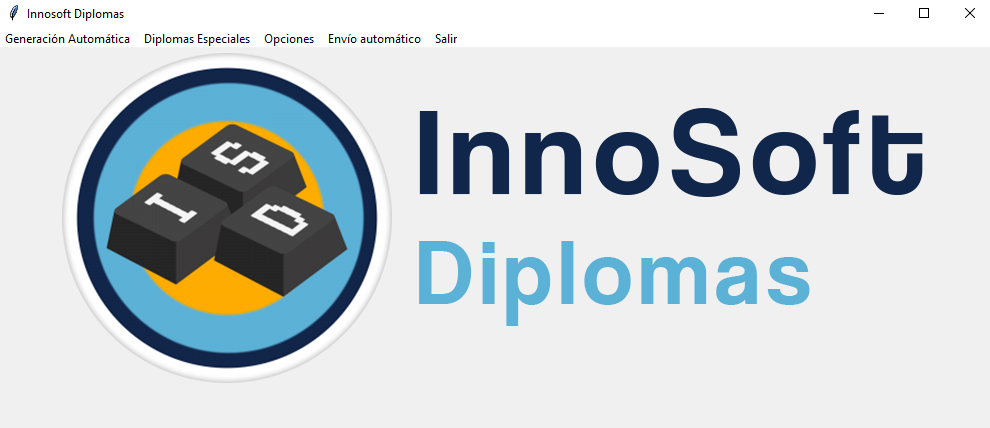 Innosoft Diplomas
Generación Automática Diplomas Especiales Opciones Envío automático Salir
S
I
D
InnoSoft
Diplomas